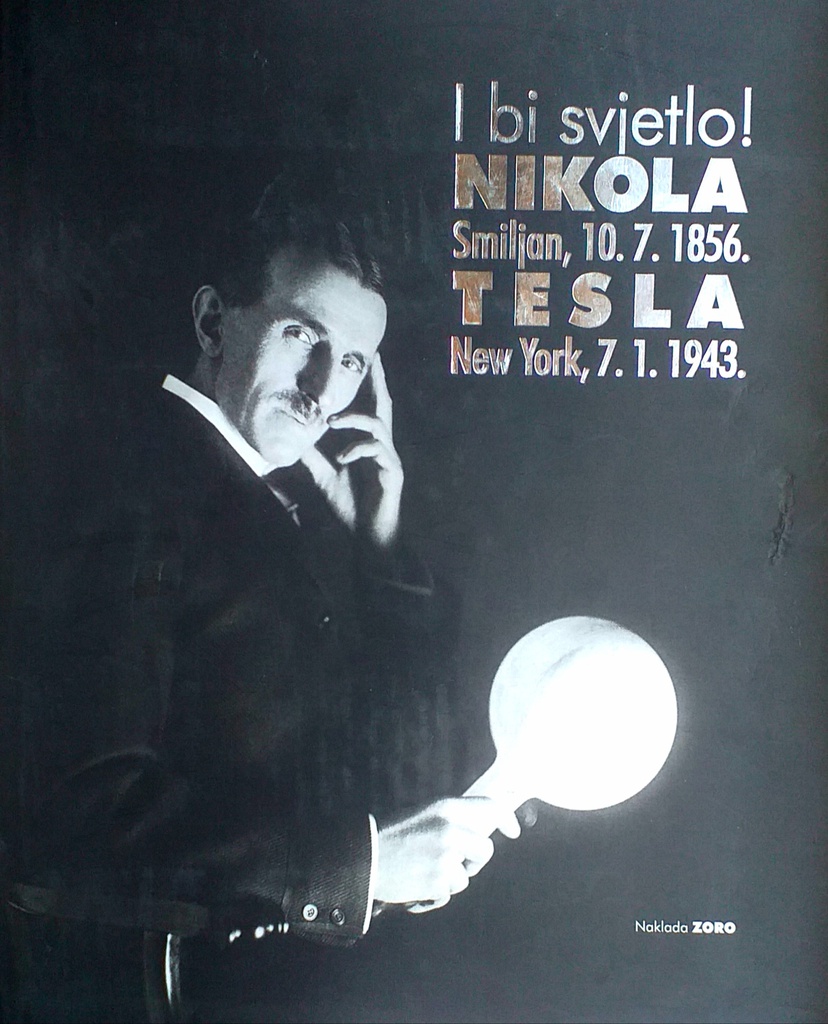 I bi svjetlo!
NIKOLA
Smiljan, 10. 7. 1856.
TESLA
New York, 7. 1. 1943.
Naklada ZORO